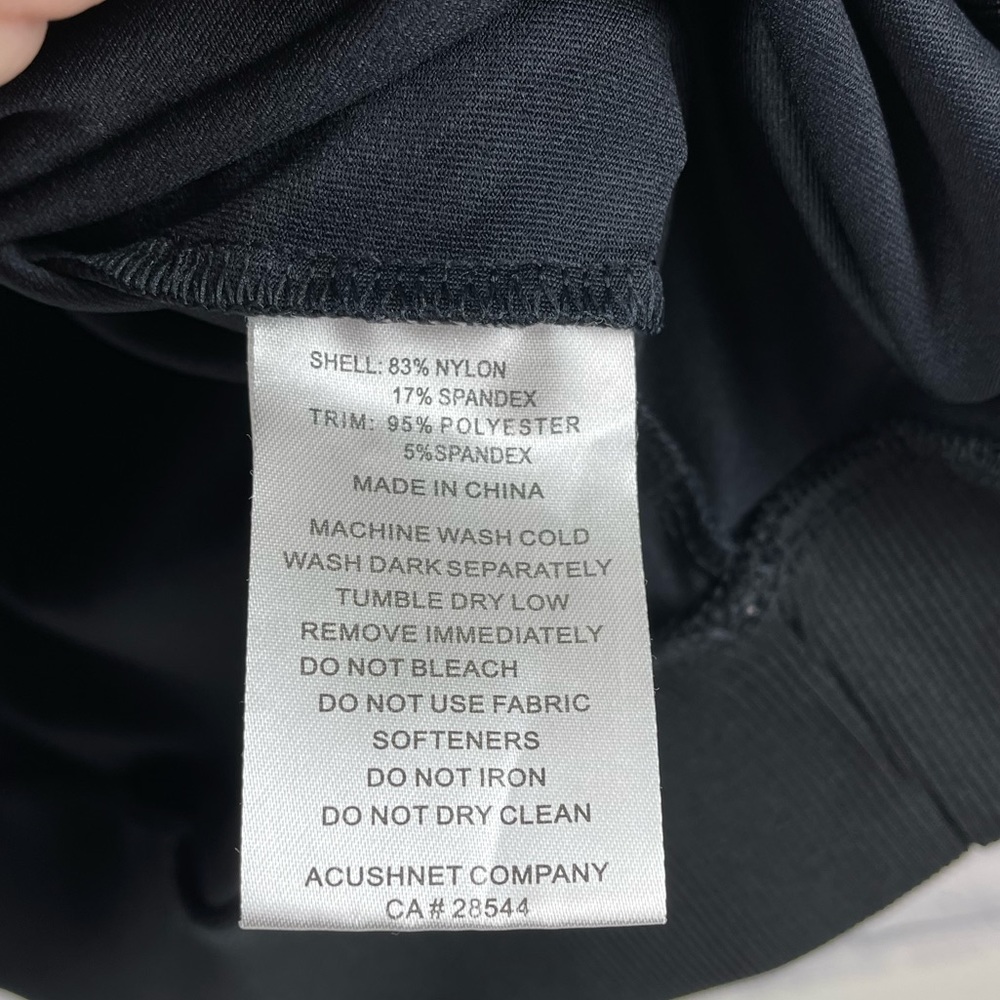 SHELL: 83% NYLON
17% SPANDEX
TRIM: 95% POLYESTER
5%SPANDEX
MADE IN CHINA
MACHINE WASH COLD
WASH DARK SEPARATELY
TUMBLE DRY LOW
REMOVE IMMEDIATELY
DO NOT BLEACH
DO NOT USE FABRIC
SOFTENERS
DO NOT IRON
DO NOT DRY CLEAN
ACUSHNET COMPANY
CA# 28544